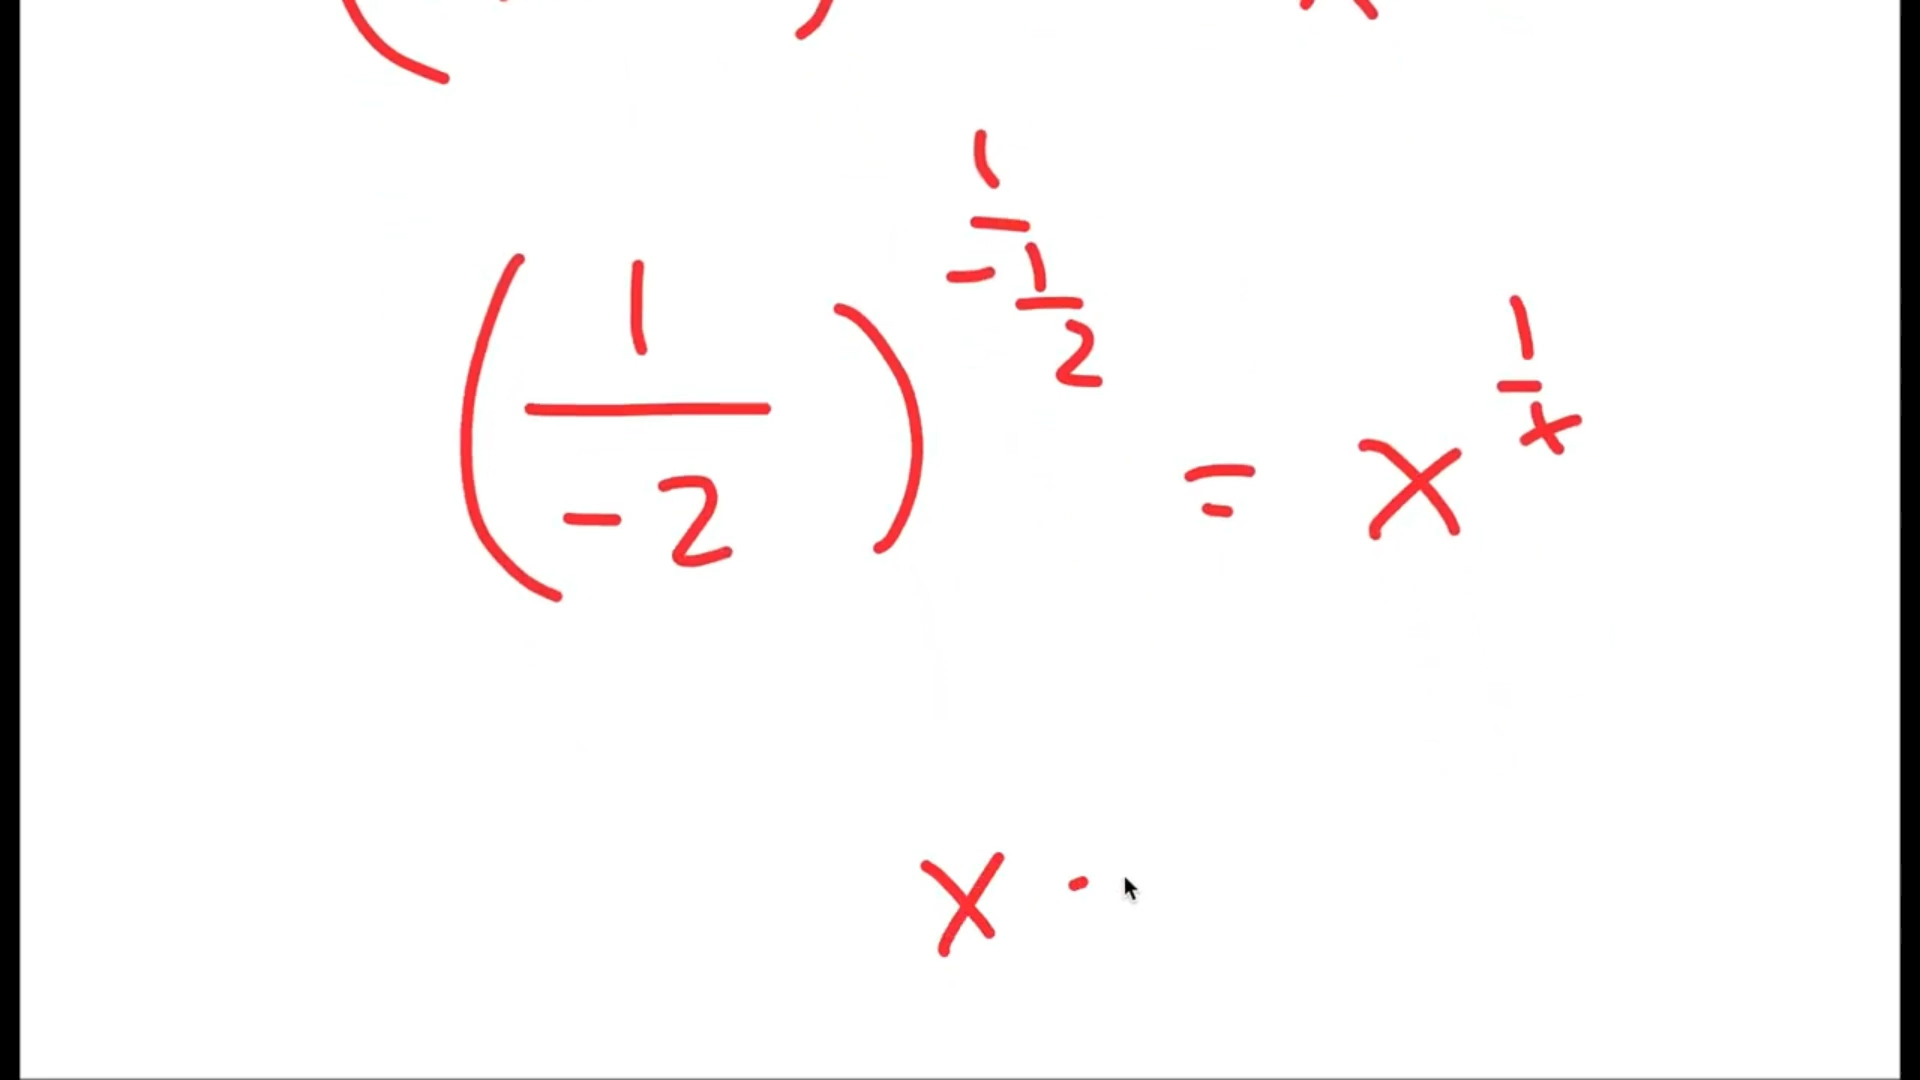 (1/-2)^(1/(-1/2)) = x^(1/x)
x -